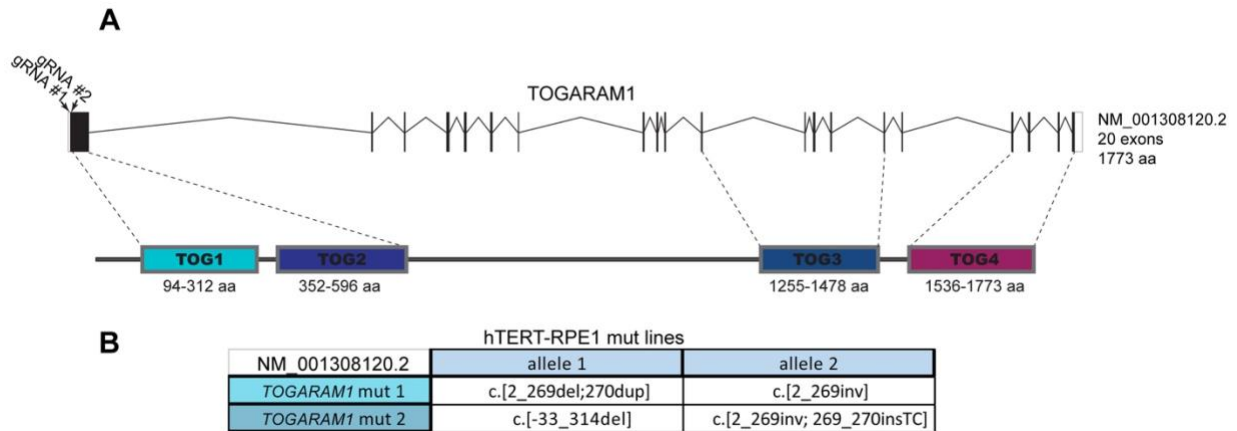 A
gRNA #1
gRNA #2
TOGARAM1
NM_001308120.2
20 exons
1773 aa
TOG1 TOG2 TOG3 TOG4
94-312 aa 352-596 aa 1255-1478 aa 1536-1773 aa
B
hTERT-RPE1 mut lines
NM_001308120.2 allele 1 allele 2
TOGARAM1 mut 1 c.[2_269del;270dup] c.[2_269inv]
TOGARAM1 mut 2 c.[-33_314del] c.[2_269inv; 269_270insTC]